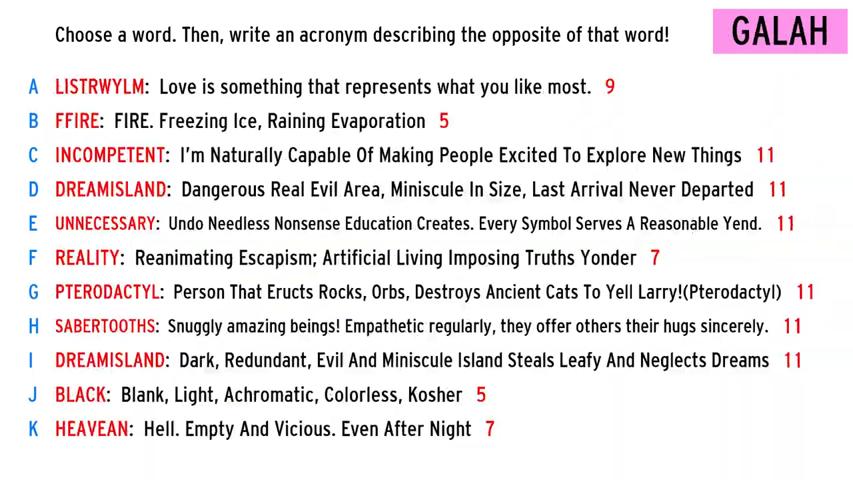 Choose a word. Then, write an acronym describing the opposite of that word!
GALAH
A LISTRWYLM: Love is something that represents what you like most. 9
B FFIRE: FIRE. Freezing Ice, Raining Evaporation 5
C INCOMPETENT: I'm Naturally Capable Of Making People Excited To Explore New Things 11
D DREAMISLAND: Dangerous Real Evil Area, Miniscule In Size, Last Arrival Never Departed 11
E UNNECESSARY: Undo Needless Nonsense Education Creates. Every Symbol Serves A Reasonable Yend. 11
F REALITY: Reanimating Escapism; Artificial Living Imposing Truths Yonder 7
G PTERODACTYL: Person That Eructs Rocks, Orbs, Destroys Ancient Cats To Yell Larry!(Pterodactyl) 11
H SABERTOOTHS: Snuggly amazing beings! Empathetic regularly, they offer others their hugs sincerely. 11
I DREAMISLAND: Dark, Redundant, Evil And Miniscule Island Steals Leafy And Neglects Dreams 11
J BLACK: Blank, Light, Achromatic, Colorless, Kosher 5
K HEAVEAN: Hell. Empty And Vicious. Even After Night 7